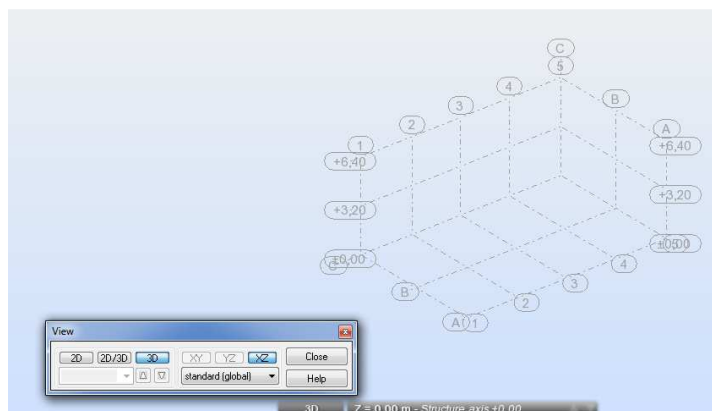 C
5
4
B
3
2
A
1
+6,40
+6,40
+3,20
+3,20
±0,00
C
4
B
3
2
A
1
View
2D
2D/3D
3D
XY
YZ
XZ
Close
standard (global)
Help
3D
Z = 0,00 m - Structure axis ±0,00